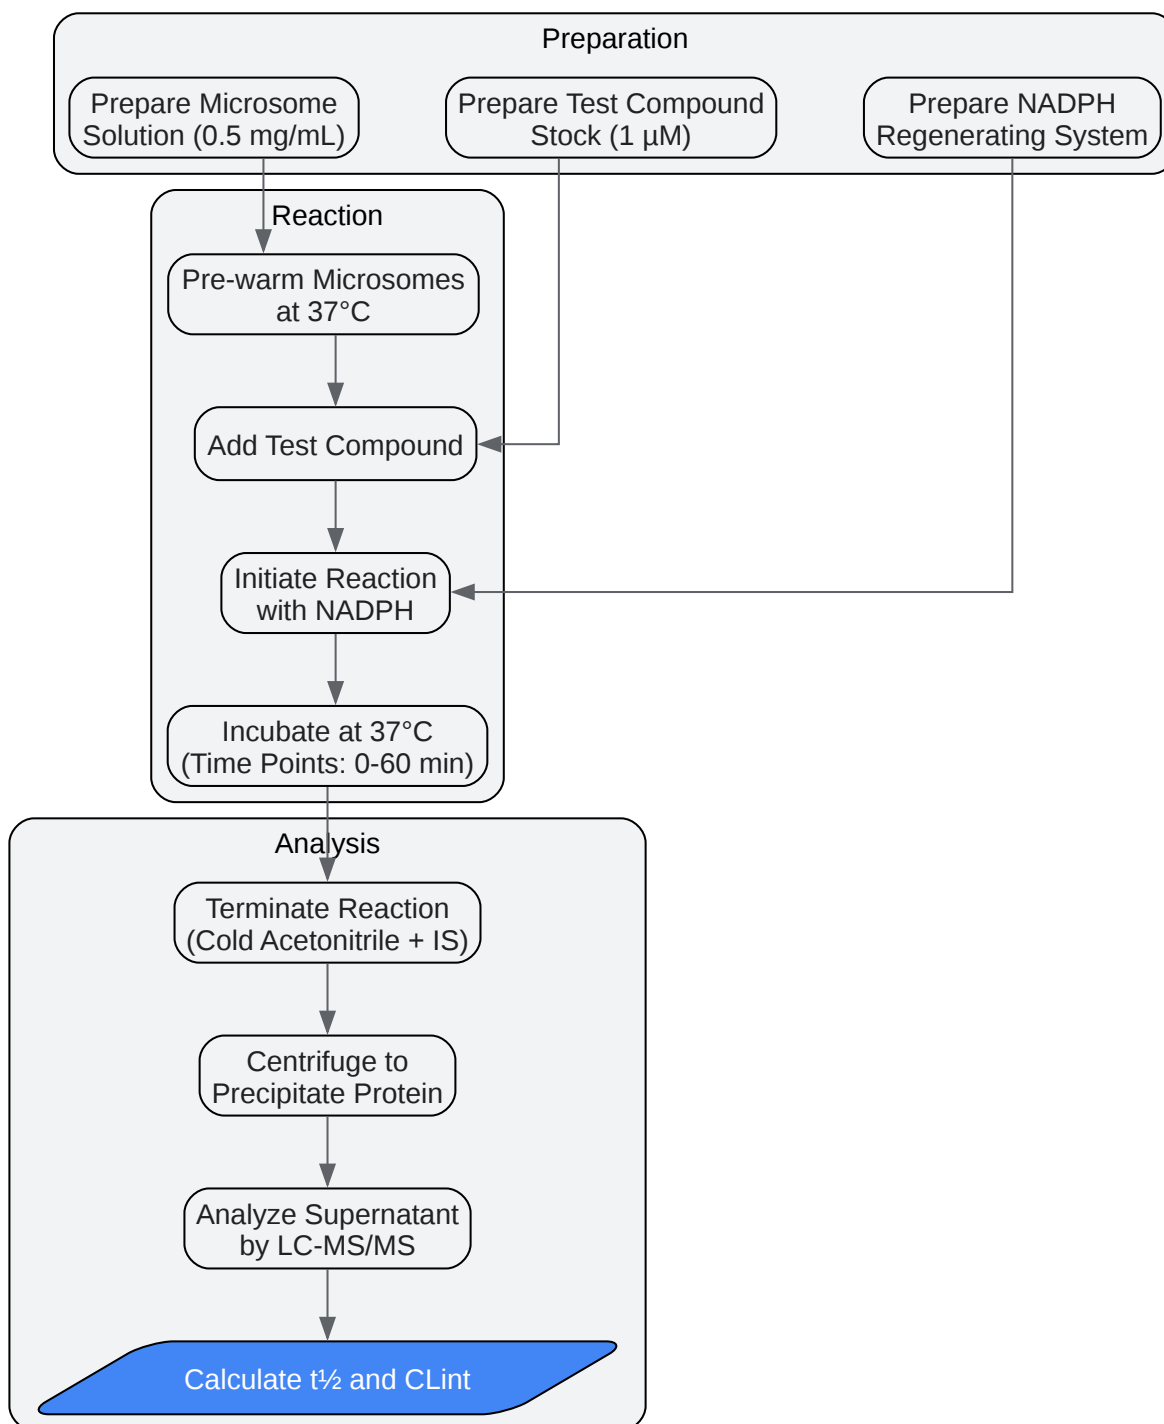 Preparation
Prepare Microsome
Solution (0.5 mg/mL)
Prepare Test Compound
Stock (1 µM)
Prepare NADPH
Regenerating System
Reaction
Pre-warm Microsomes
at 37°C
Add Test Compound
Initiate Reaction
with NADPH
Incubate at 37°C
(Time Points: 0-60 min)
Analysis
Terminate Reaction
(Cold Acetonitrile + IS)
Centrifuge to
Precipitate Protein
Analyze Supernatant
by LC-MS/MS
Calculate t½ and CLint